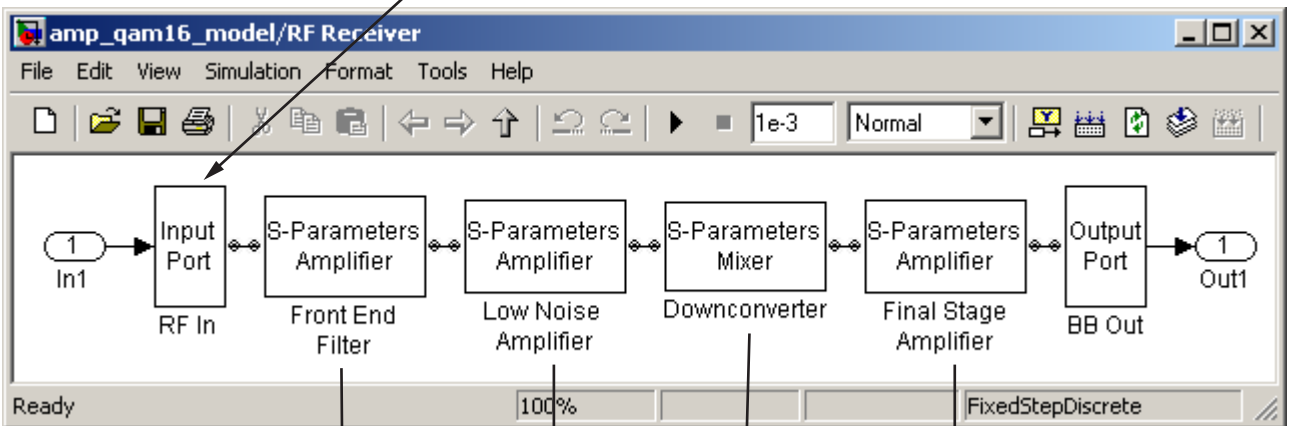 amp_qam16_model/RF Receiver
File Edit View Simulation Format Tools Help
1e-3 Normal
1
In1
Input
Port
RF In
S-Parameters
Amplifier
Front End
Filter
S-Parameters
Amplifier
Low Noise
Amplifier
S-Parameters
Mixer
Downconverter
S-Parameters
Amplifier
Final Stage
Amplifier
Output
Port
BB Out
1
Out1
Ready 100% FixedStepDiscrete